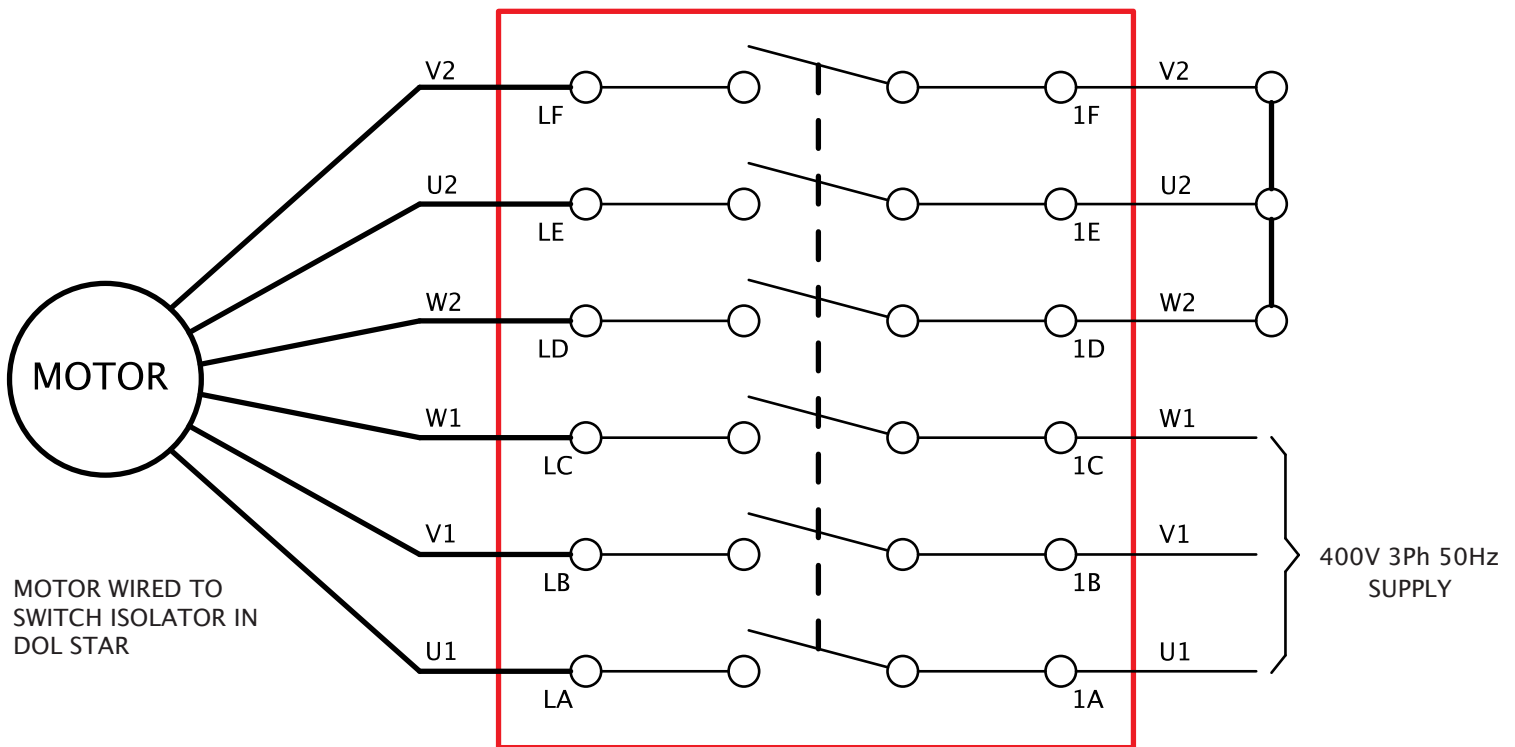 V2 V2
LF 1F
U2 U2
LE 1E
W2 W2
LD 1D
MOTOR
W1 W1
LC 1C
V1 V1
LB 1B
400V 3Ph 50Hz
SUPPLY
MOTOR WIRED TO
SWITCH ISOLATOR IN
DOL STAR
U1 U1
LA 1A